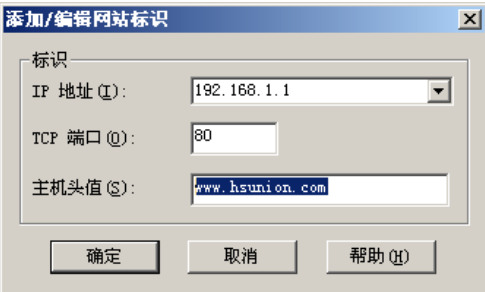 添加/编辑网站标识
标识
IP 地址(I):
192.168.1.1
TCP 端口(O):
80
主机头值(S):
www.hsunion.com
确定
取消
帮助(H)